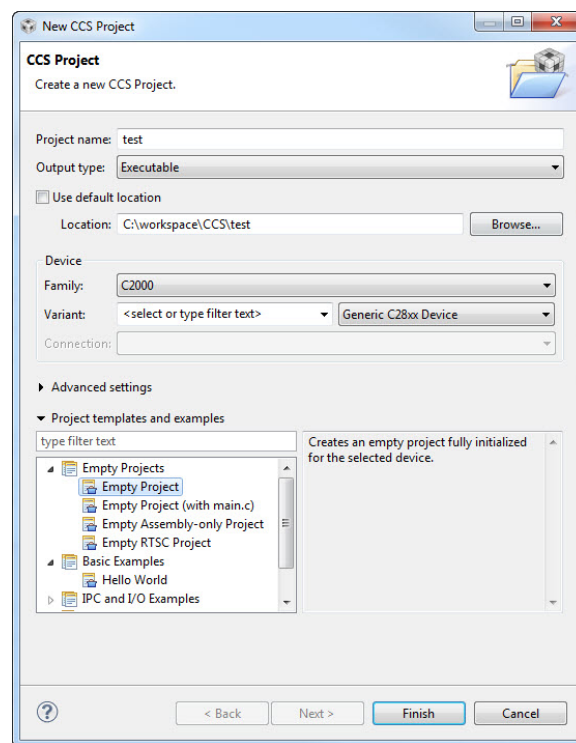 New CCS Project
CCS Project
Create a new CCS Project.
Project name: test
Output type: Executable
Use default location
Location: C:\workspace\CCS\test Browse...
Device
Family: C2000
Variant: <select or type filter text> Generic C28xx Device
Connection:
Advanced settings
Project templates and examples
type filter text
Empty Projects
Empty Project
Empty Project (with main.c)
Empty Assembly-only Project
Empty RTSC Project
Basic Examples
Hello World
IPC and I/O Examples
Creates an empty project fully initialized
for the selected device.
? < Back Next > Finish Cancel